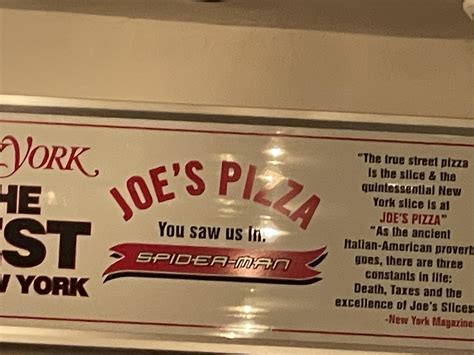 YORK
THE
EST
W YORK
JOE'S PIZZA
You saw us in.
SPIDER-MAN
"The true street pizza
is the slice & the
quintessential New
York slice is at
JOE'S PIZZA"
"As the ancient
Italian-American proverb
goes, there are three
constants in life:
Death, Taxes and the
excellence of Joe's Slices
-New York Magazine